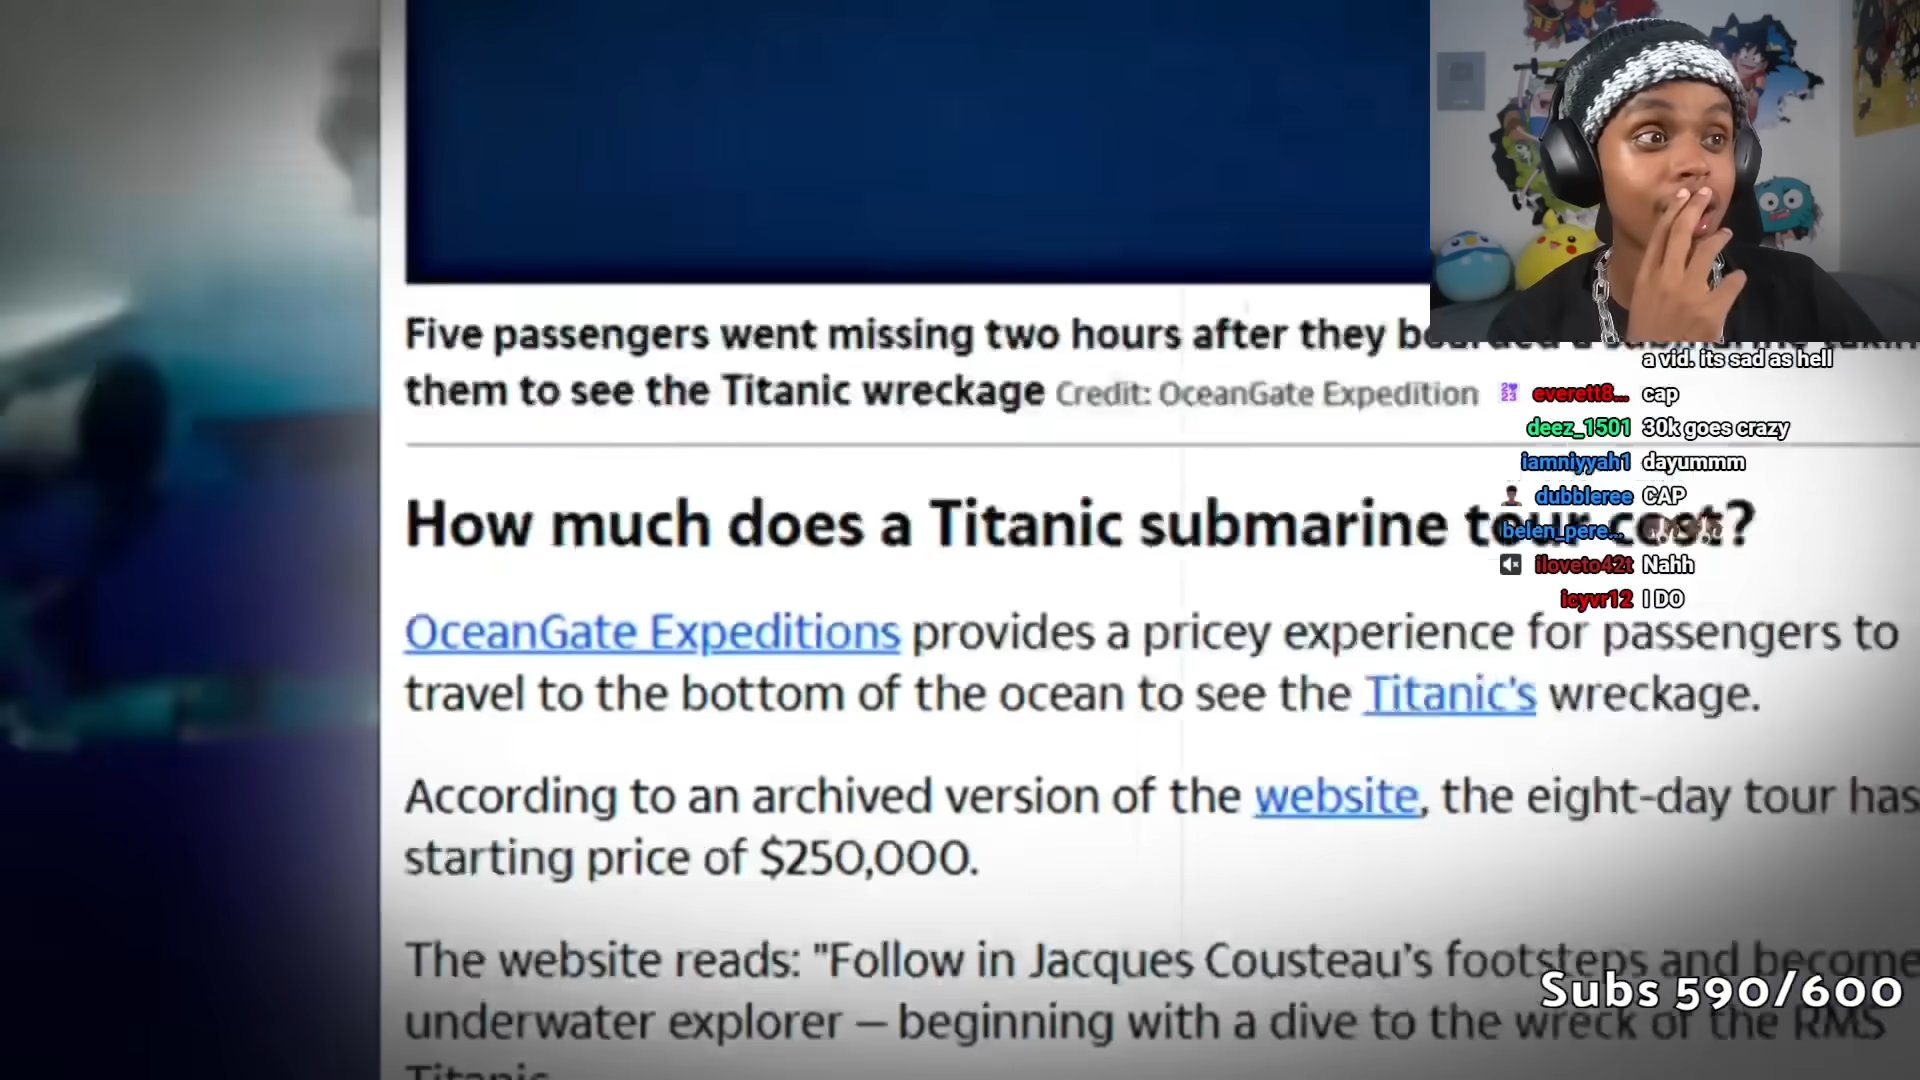 Five passengers went missing two hours after they
them to see the Titanic wreckage Credit: OceanGate Expedition
How much does a Titanic submarine tour cost?
OceanGate Expeditions provides a pricey experience for passengers to
travel to the bottom of the ocean to see the Titanic's wreckage.
According to an archived version of the website, the eight-day tour has
starting price of $250,000.
The website reads: "Follow in Jacques Cousteau's footsteps and become
underwater explorer – beginning with a dive to the wreck of the RMS
Titanic
a vid. its sad as hell
everett8... cap
deez_1501 30k goes crazy
iamniyyah1 dayummm
dubbleree CAP
belen_pere...
iloveto42t Nahh
icyvr12 I DO
Subs 590/600